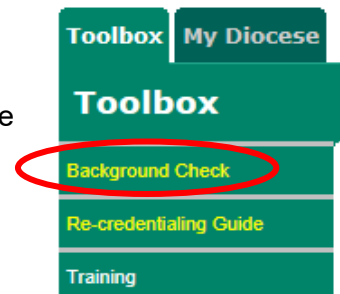 Toolbox My Diocese
Toolbox
e
Background Check
Re-credentialing Guide
Training